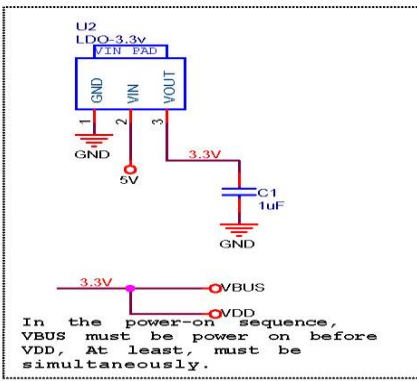 U2
LDO-3.3v
VIN PAD
GND
VIN
VOUT
1
2
3
GND
5V
3.3V
C1
1uF
GND
3.3V
VBUS
VDD
In the power-on sequence,
VBUS must be power on before
VDD, At least, must be
simultaneously.